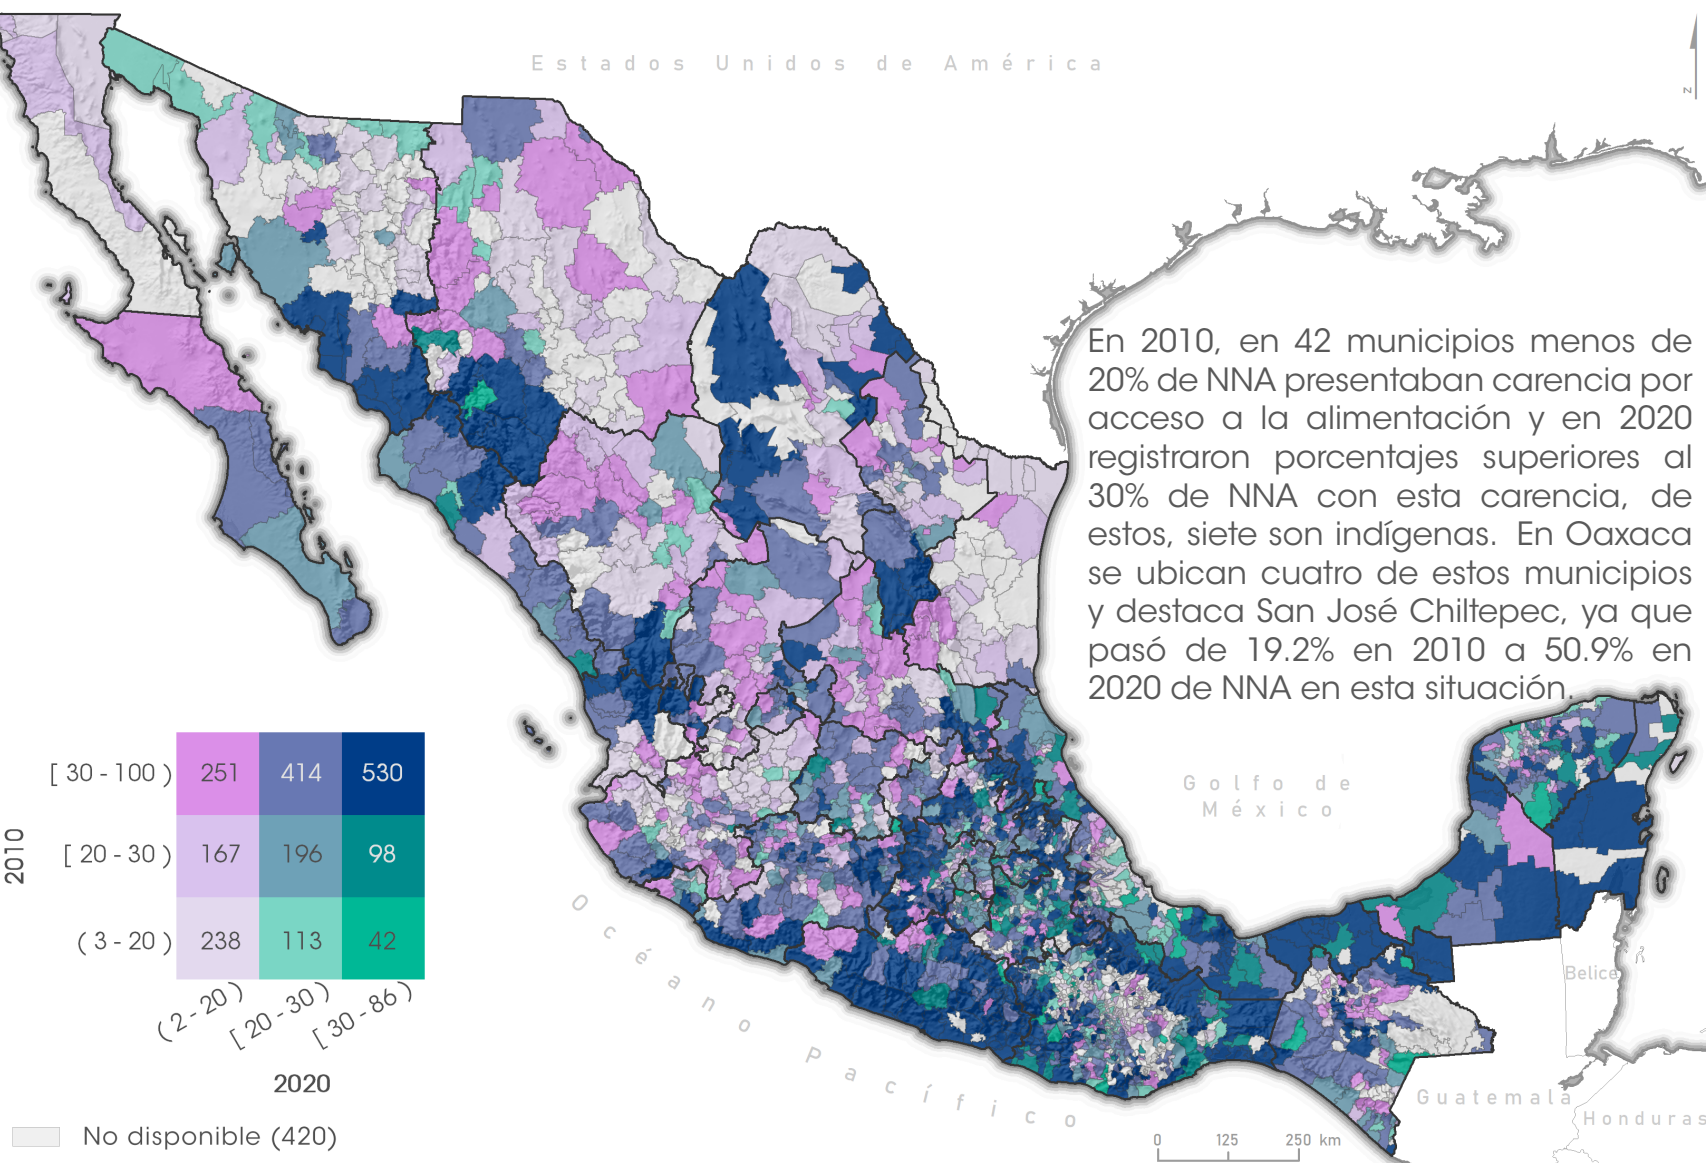 Estados Unidos de América
N
En 2010, en 42 municipios menos de
20% de NNA presentaban carencia por
acceso a la alimentación y en 2020
registraron porcentajes superiores al
30% de NNA con esta carencia, de
estos, siete son indígenas. En Oaxaca
se ubican cuatro de estos municipios
y destaca San José Chiltepec, ya que
pasó de 19.2% en 2010 a 50.9% en
2020 de NNA en esta situación.
Golfo de
México
2010
[ 30 - 100 ) 251 414 530
[ 20 - 30 ) 167 196 98
( 3 - 20 ) 238 113 42
( 2 - 20 ) [ 20 - 30 ) [ 30 - 86 )
2020
No disponible (420)
Océano Pacífico
Belice
Guatemala
Honduras
0 125 250 km